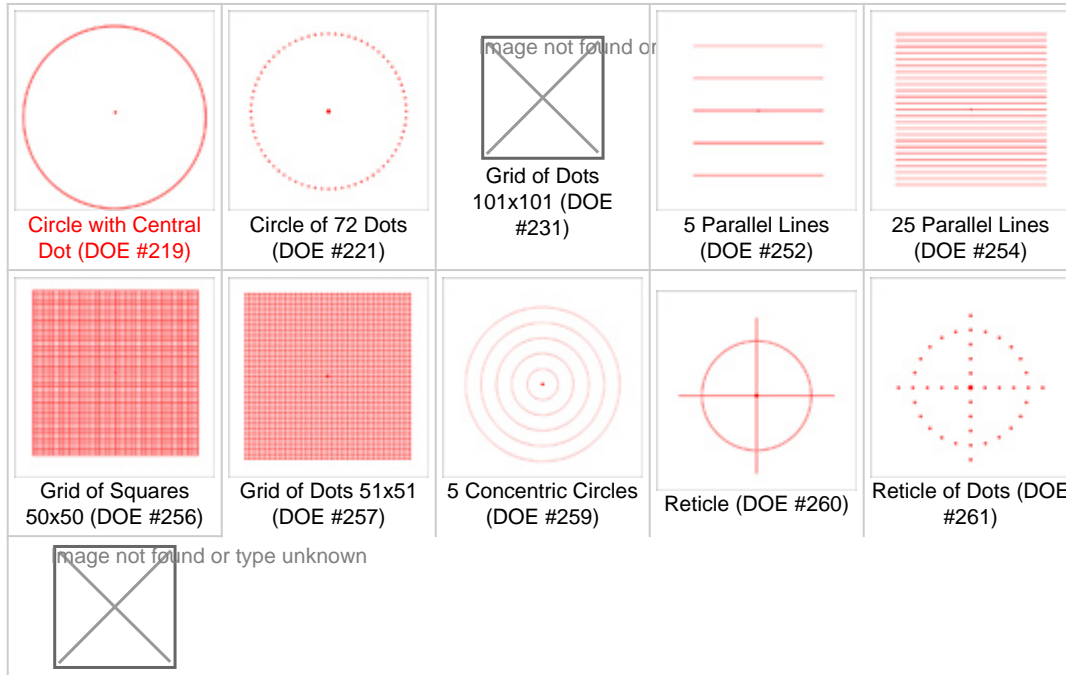 Circle with Central
Dot (DOE #219)
Circle of 72 Dots
(DOE #221)
Image not found or
Grid of Dots
101x101 (DOE
#231)
5 Parallel Lines
(DOE #252)
25 Parallel Lines
(DOE #254)
Grid of Squares
50x50 (DOE #256)
Grid of Dots 51x51
(DOE #257)
5 Concentric Circles
(DOE #259)
Reticle (DOE #260)
Reticle of Dots (DOE
#261)
Image not found or type unknown